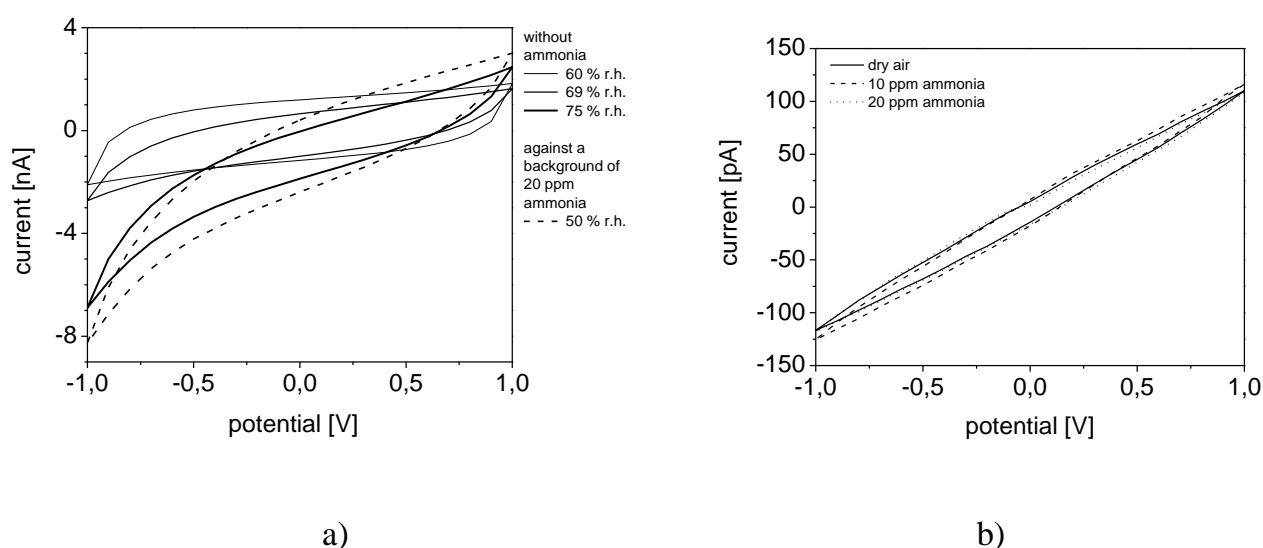 4
0
-4
-8
current [nA]
-1,0 -0,5 0,0 0,5 1,0
potential [V]
without
ammonia
60 % r.h.
69 % r.h.
75 % r.h.
against a
background of
20 ppm
ammonia
50 % r.h.
a)
150
100
50
0
-50
-100
-150
current [pA]
dry air
10 ppm ammonia
20 ppm ammonia
-1,0 -0,5 0,0 0,5 1,0
potential [V]
b)